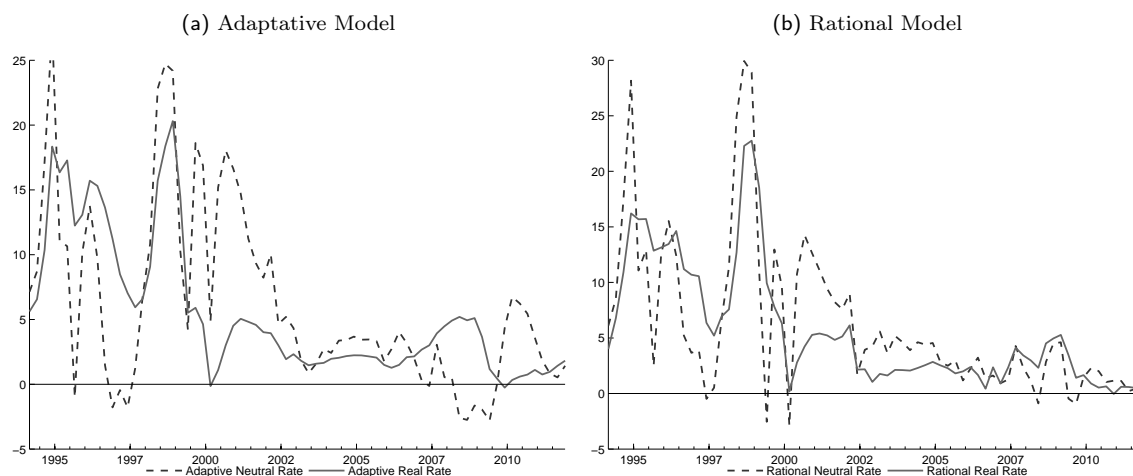 (a) Adaptative Model
25
20
15
10
5
0
−5
1995 1997 2000 2002 2005 2007 2010
Adaptive Neutral Rate Adaptive Real Rate
(b) Rational Model
30
25
20
15
10
5
0
−5
1995 1997 2000 2002 2005 2007 2010
Rational Neutral Rate Rational Real Rate